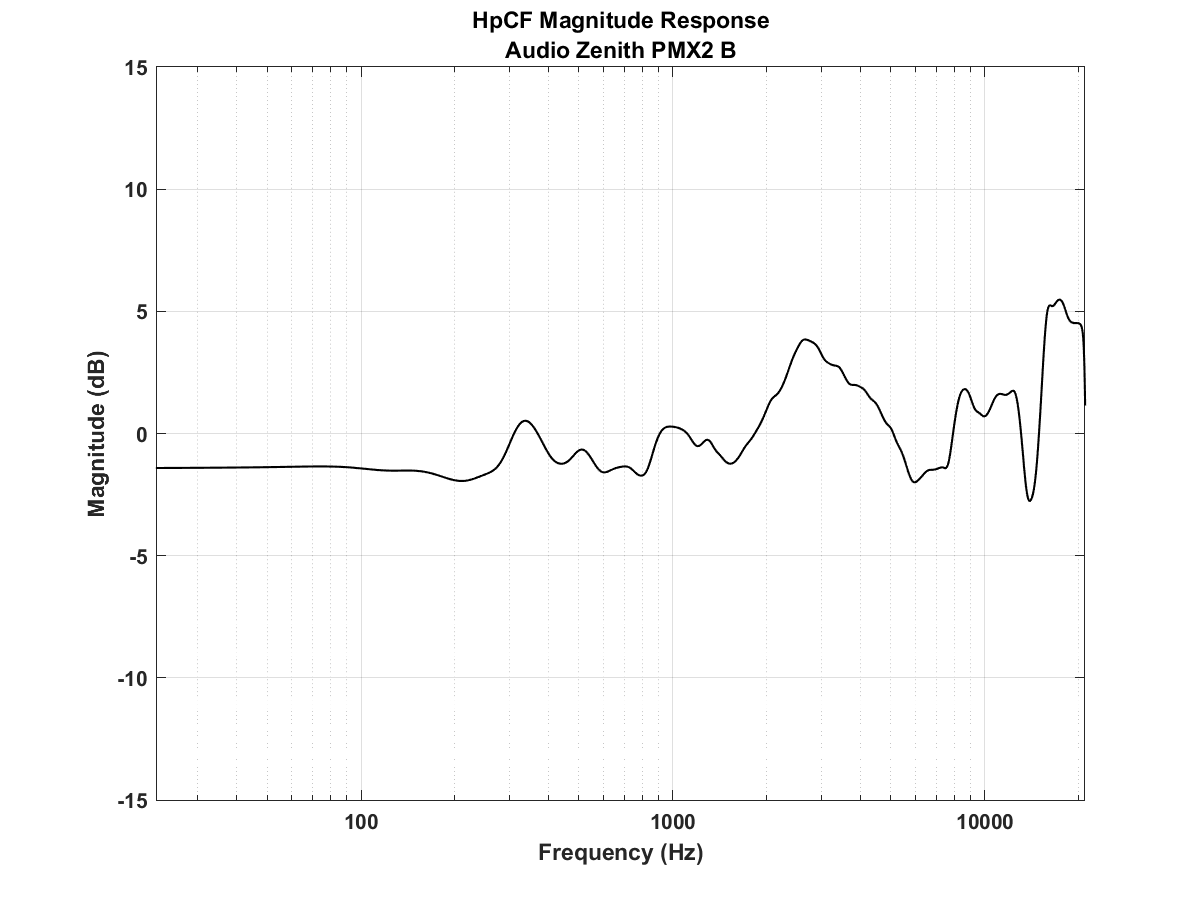 HpCF Magnitude Response
Audio Zenith PMX2 B
15
10
5
0
-5
-10
-15
Magnitude (dB)
100
1000
10000
Frequency (Hz)